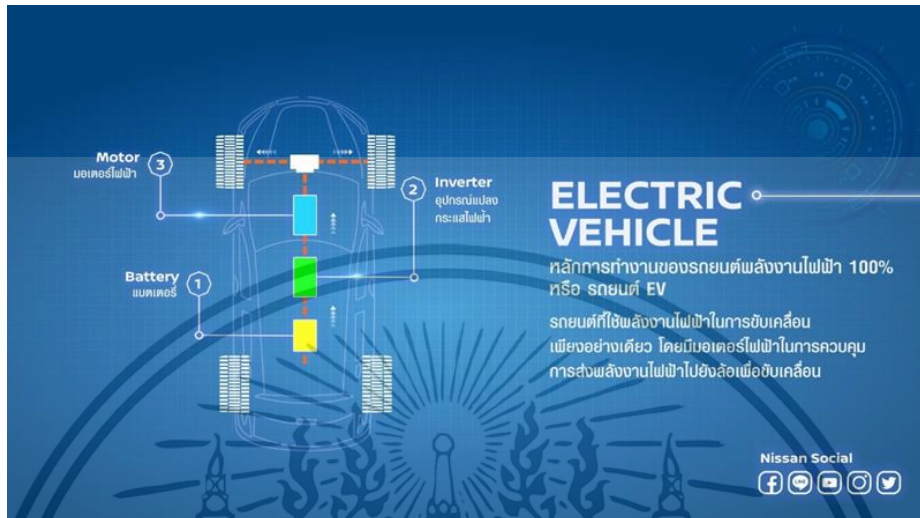 Motor
มอเตอร์ไฟฟ้า
3
2
Inverter
อุปกรณ์แปลง
กระแสไฟฟ้า
Battery
แบตเตอรี่
1
ELECTRIC
VEHICLE
หลักการทำงานของรถยนต์พลังงานไฟฟ้า 100%
หรือ รถยนต์ EV
รถยนต์ที่ใช้พลังงานไฟฟ้าในการขับเคลื่อน
เพียงอย่างเดียว โดยมีมอเตอร์ไฟฟ้าในการควบคุม
การส่งพลังงานไฟฟ้าไปยังล้อเพื่อขับเคลื่อน
Nissan Social